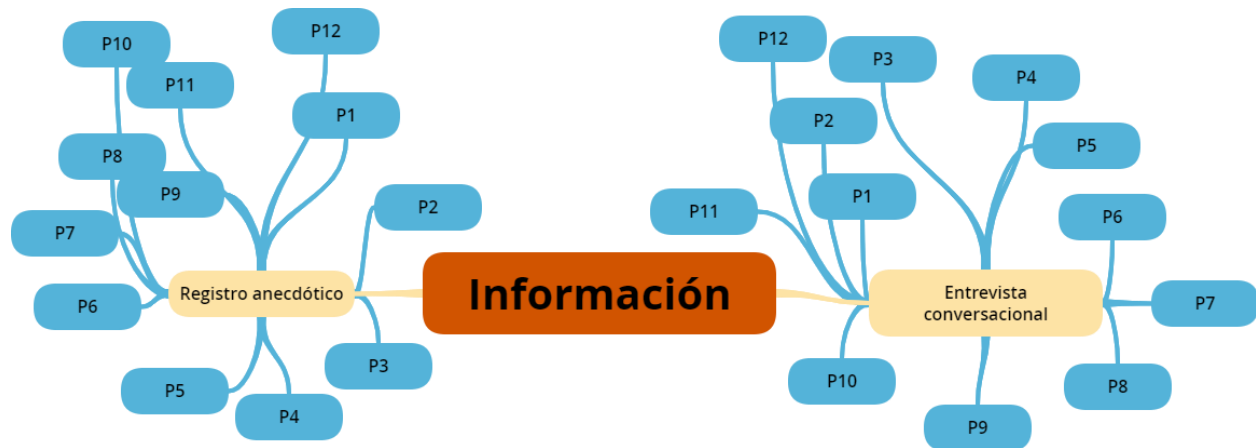 P10
P12
P11
P1
P8
P9
P2
P7
Registro anecdótico
P6
P3
P5
P4
Información
P12
P3
P4
P2
P5
P1
P11
P6
Entrevista
conversacional
P7
P10
P8
P9